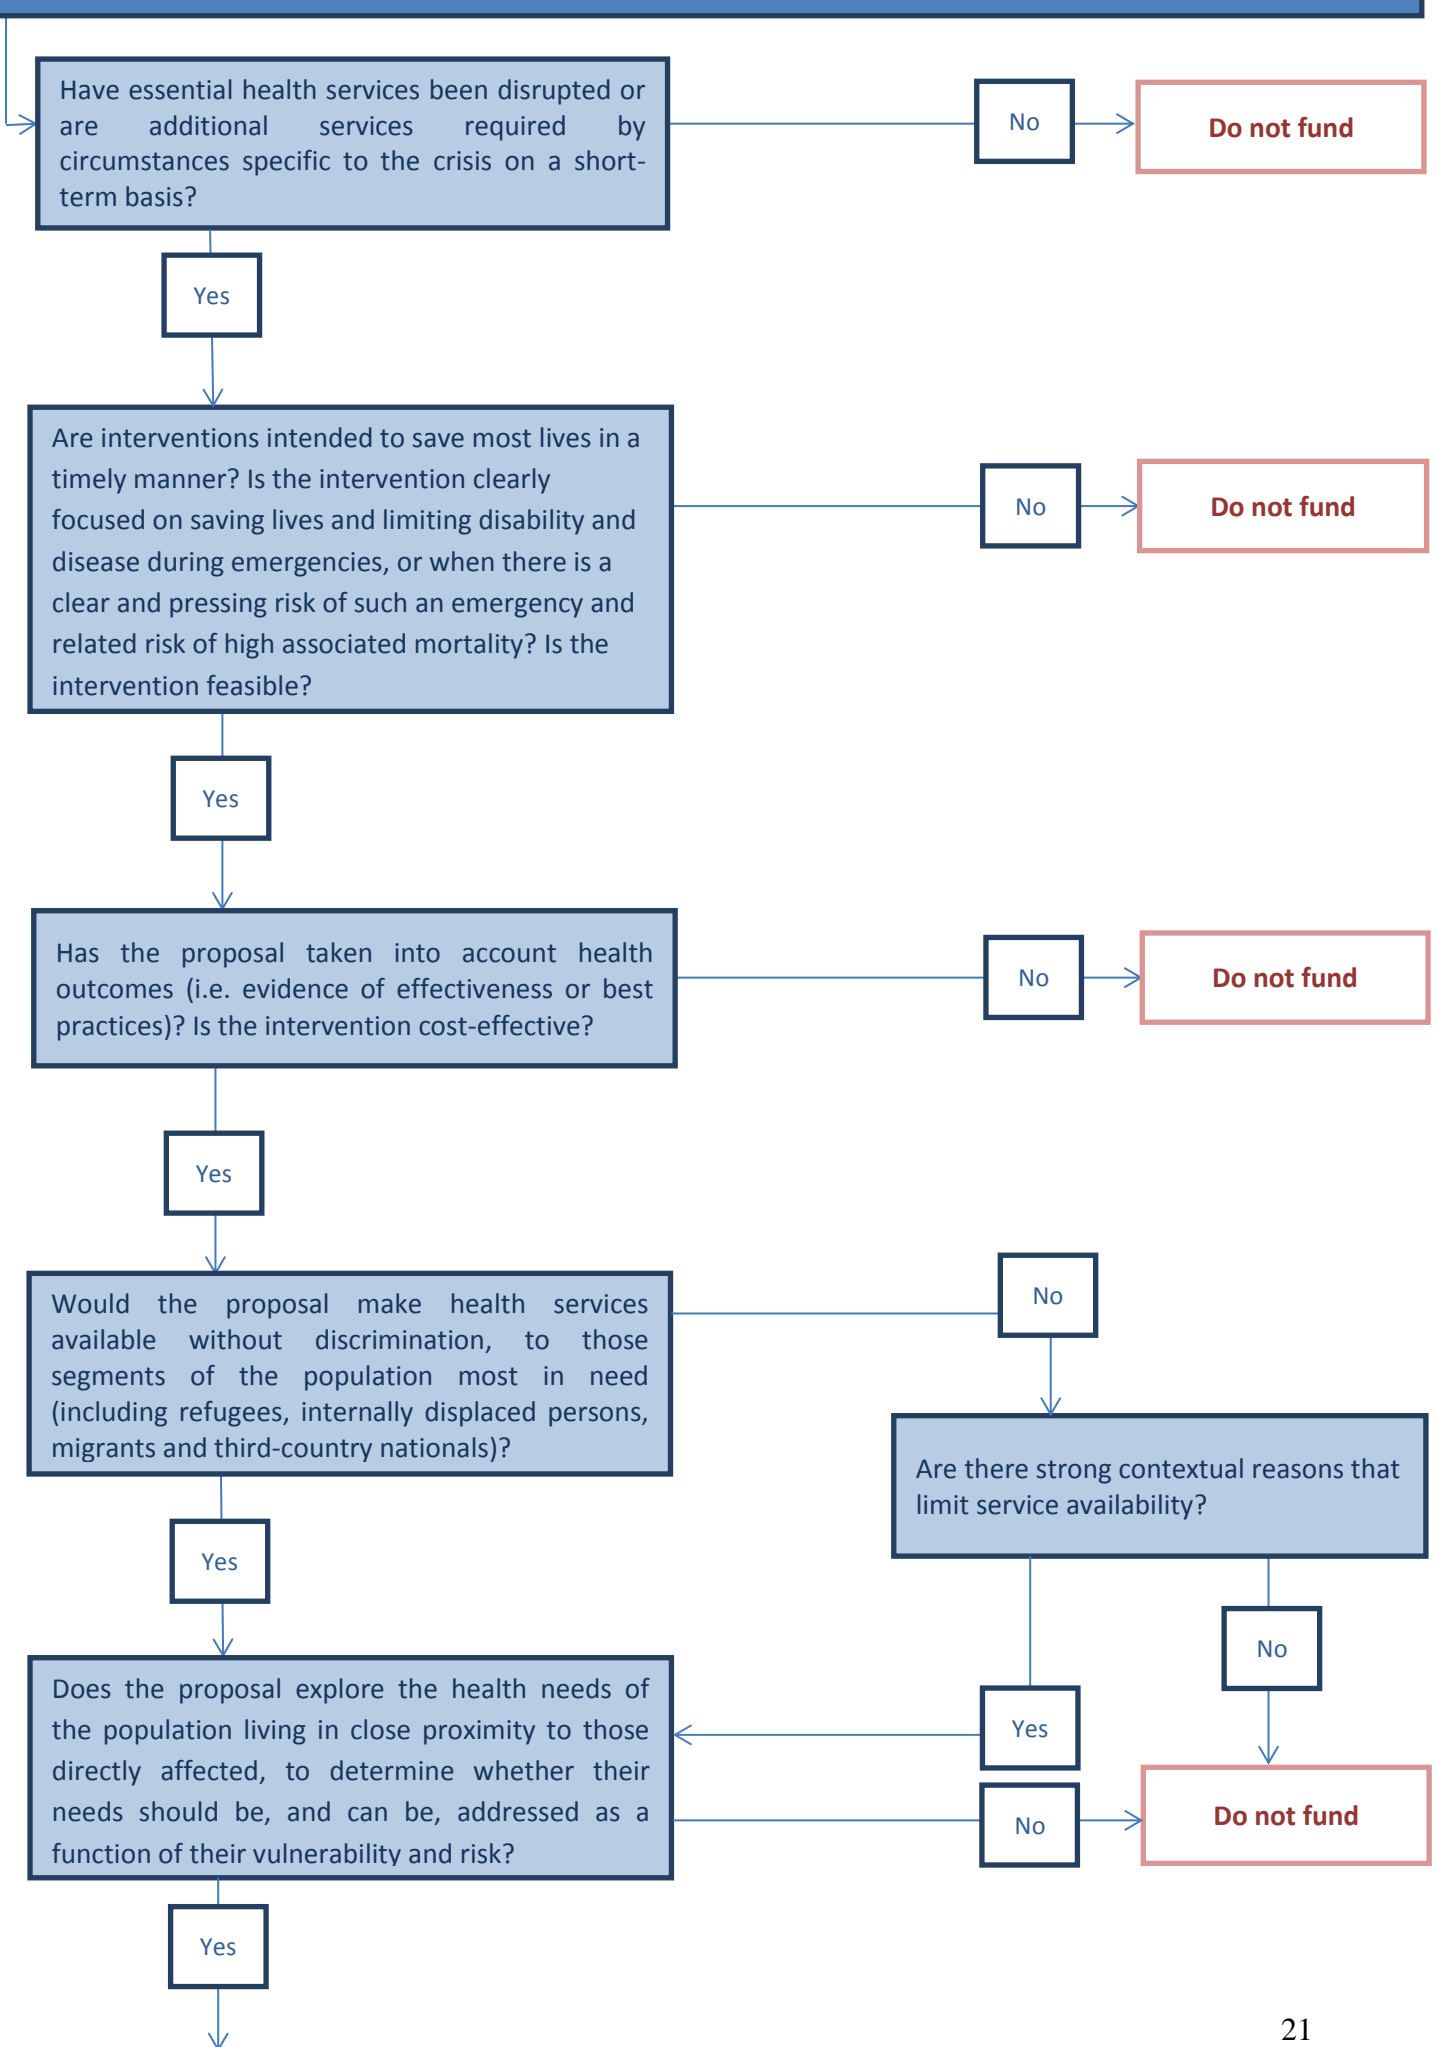 Have essential health services been disrupted or
are additional services required by
circumstances specific to the crisis on a short-
term basis?
No
Do not fund
Yes
Are interventions intended to save most lives in a
timely manner? Is the intervention clearly
focused on saving lives and limiting disability and
disease during emergencies, or when there is a
clear and pressing risk of such an emergency and
related risk of high associated mortality? Is the
intervention feasible?
No
Do not fund
Yes
Has the proposal taken into account health
outcomes (i.e. evidence of effectiveness or best
practices)? Is the intervention cost-effective?
No
Do not fund
Yes
Would the proposal make health services
available without discrimination, to those
segments of the population most in need
(including refugees, internally displaced persons,
migrants and third-country nationals)?
No
Are there strong contextual reasons that
limit service availability?
Yes
No
Does the proposal explore the health needs of
the population living in close proximity to those
directly affected, to determine whether their
needs should be, and can be, addressed as a
function of their vulnerability and risk?
Yes
No
Do not fund
Yes
21